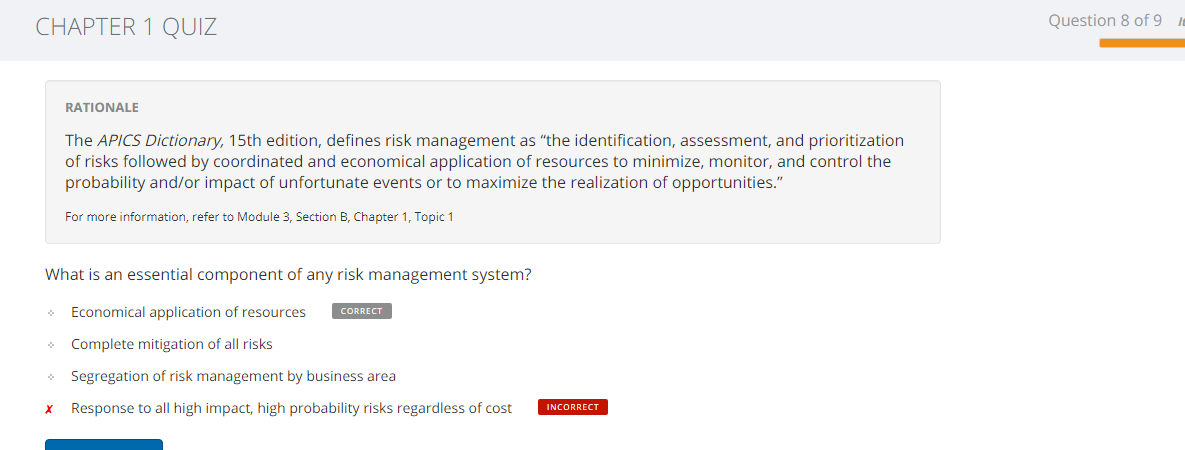 CHAPTER 1 QUIZ
Question 8 of 9
RATIONALE
The APICS Dictionary, 15th edition, defines risk management as “the identification, assessment, and prioritization
of risks followed by coordinated and economical application of resources to minimize, monitor, and control the
probability and/or impact of unfortunate events or to maximize the realization of opportunities.”
For more information, refer to Module 3, Section B, Chapter 1, Topic 1
What is an essential component of any risk management system?
Economical application of resources CORRECT
Complete mitigation of all risks
Segregation of risk management by business area
✗ Response to all high impact, high probability risks regardless of cost INCORRECT